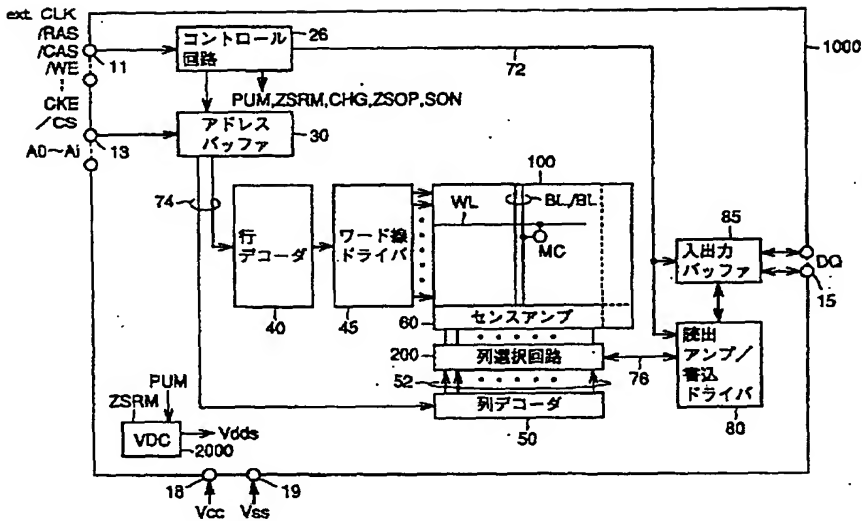 ext. CLK
/RAS
/CAS
/WE
CKE
/CS
A0～Ai
11
13
コントロール
回路
26
72
1000
PUM,ZSRM,CHG,ZSOP,SON
アドレス
バッファ
30
74
行
デコーダ
40
ワード線
ドライバ
45
100
WL
BL,/BL
MC
60
センスアンプ
200
列選択回路
52
列デコーダ
50
76
85
入出力
バッファ
DQ
15
読出
アンプ/
書込
ドライバ
80
PUM
ZSRM
VDC
Vdds
2000
18
19
Vcc
Vss